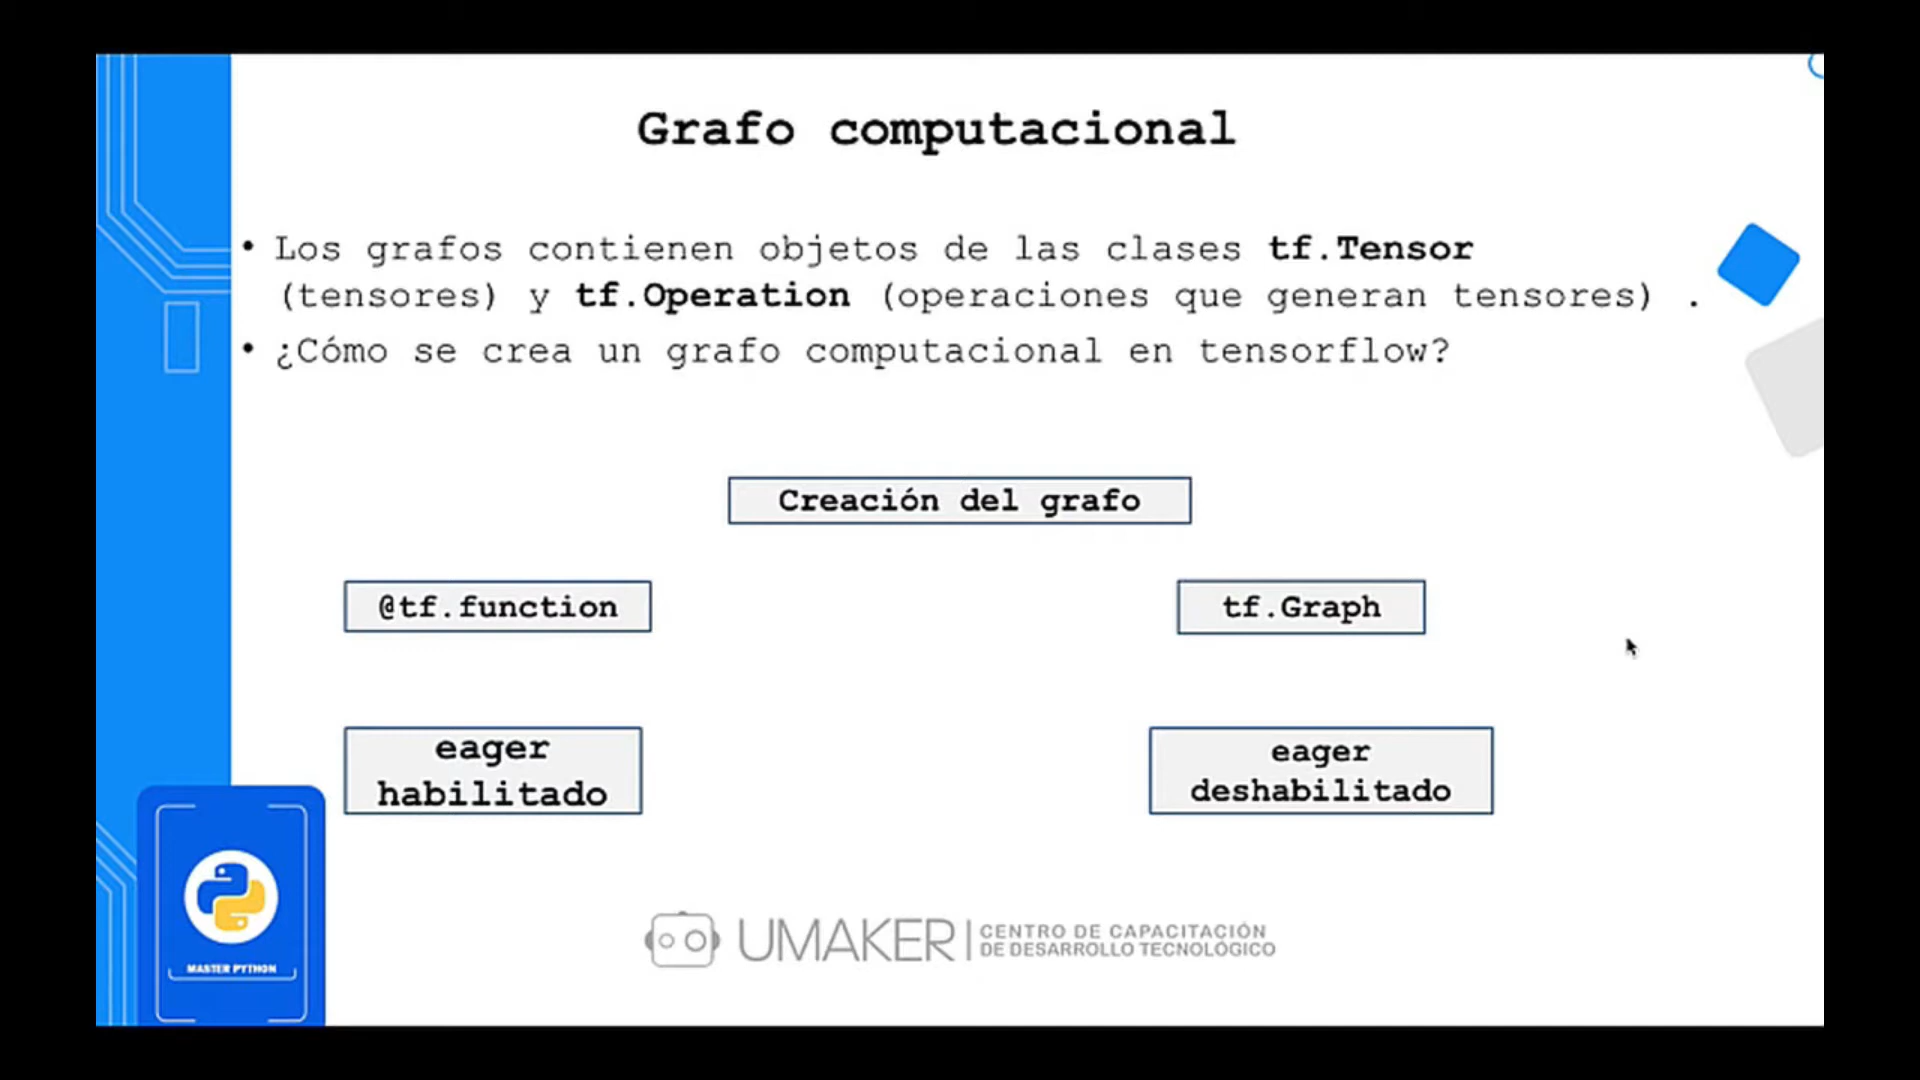 Grafo computacional
• Los grafos contienen objetos de las clases tf.Tensor
(tensores) y tf.Operation (operaciones que generan tensores) .
• ¿Cómo se crea un grafo computacional en tensorflow?
Creación del grafo
@tf.function
tf.Graph
eager
habilitado
eager
deshabilitado
MASTER PYTHON
UMAKER
CENTRO DE CAPACITACIÓN
DE DESARROLLO TECNOLÓGICO